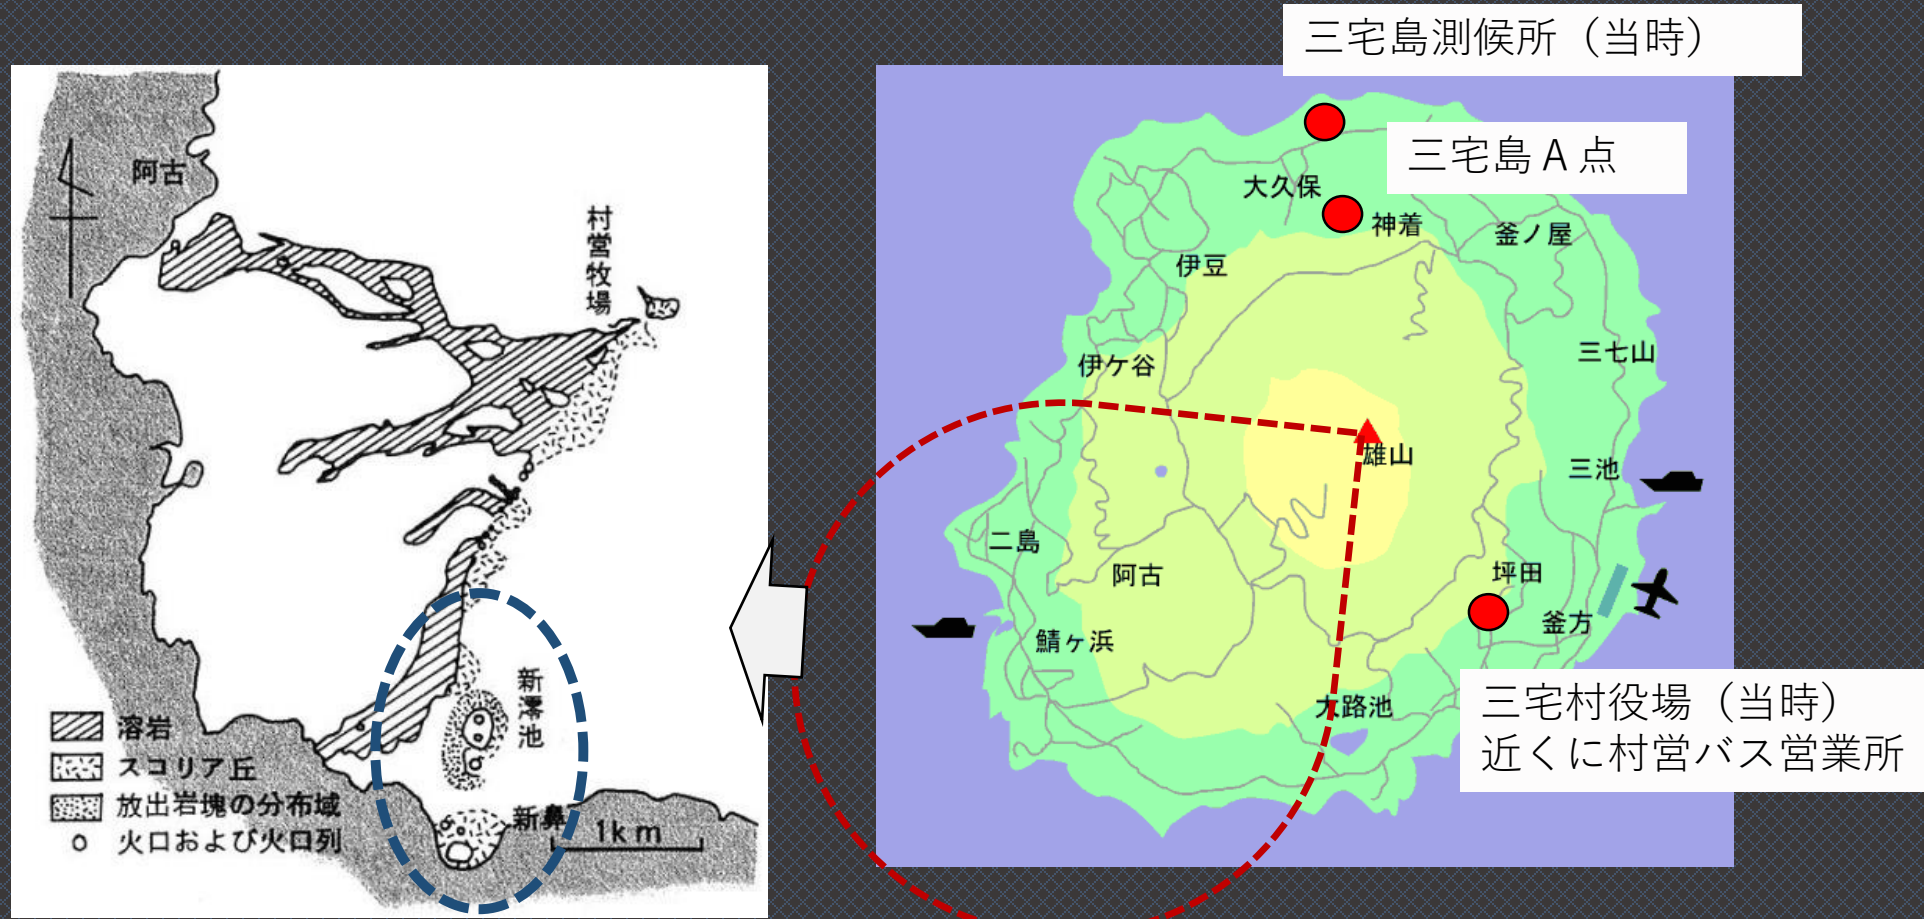 三宅島測候所（当時）
三宅島A点
阿古
村営牧場
新澪池
新鼻
1km
溶岩
スコリア丘
放出岩塊の分布域
火口および火口列
大久保
神着
釜ノ屋
伊豆
三七山
伊ケ谷
雄山
三池
二島
阿古
坪田
釜方
鯖ヶ浜
大路池
三宅村役場（当時）
近くに村営バス営業所